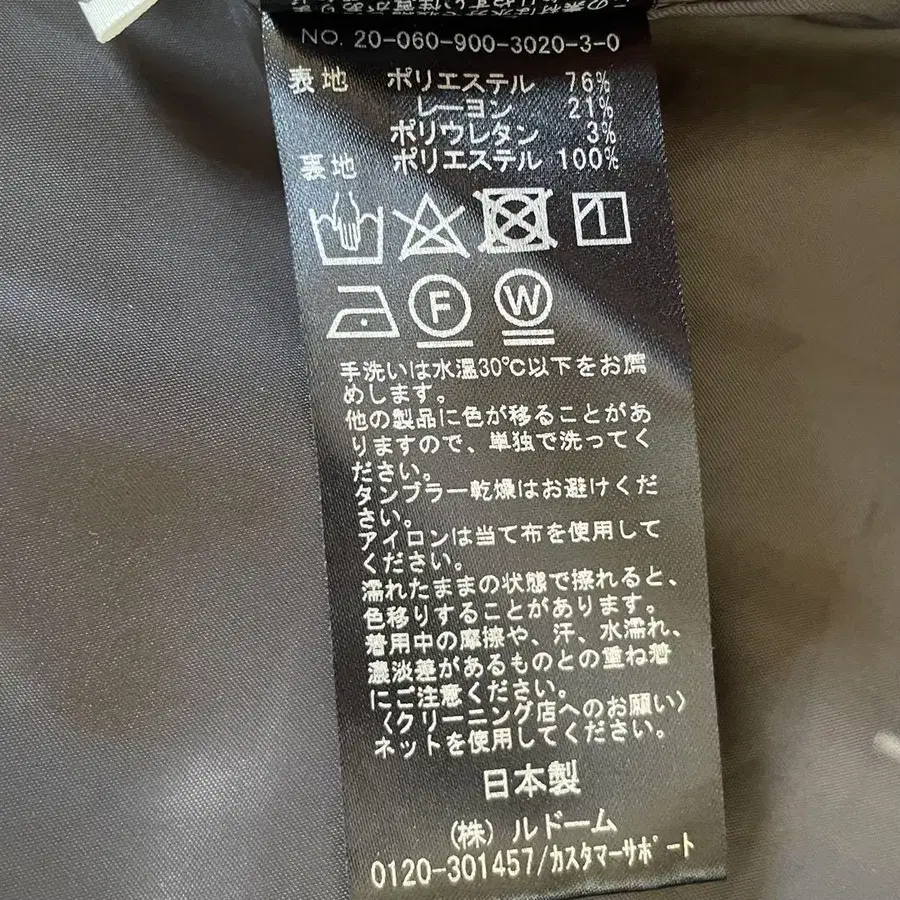 NO. 20-060-900-3020-3-0
表地 ポリエステル 76%
レーヨン 21%
ポリウレタン 3%
裏地 ポリエステル 100%
F W
手洗いは水温30℃以下をお薦
めします。
他の製品に色が移ることがあ
りますので、単独で洗ってく
ださい。
タンブラー乾燥はお避けくだ
さい。
アイロンは当て布を使用して
ください。
濡れたままの状態で擦れると、
色移りすることがあります。
着用中の摩擦や、汗、水濡れ、
濃淡差があるものとの重ね着
にご注意ください。
〈クリーニング店へのお願い〉
ネットを使用してください。
日本製
(株) ルドーム
0120-301457/カスタマーサポート